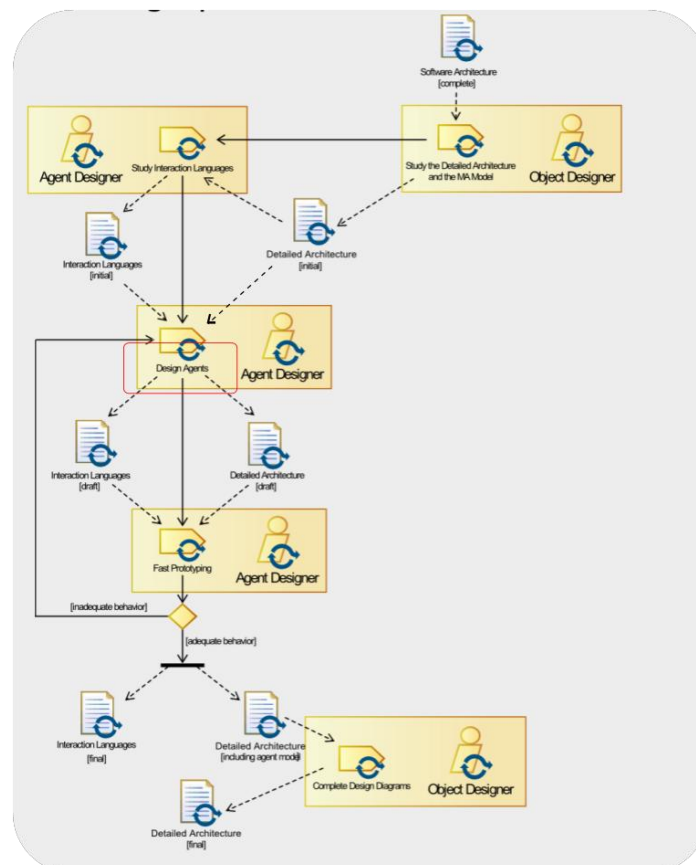 Software Architecture
[complete]
Agent Designer
Study Interaction Languages
Study the Detailed Architecture
and the MA Model
Object Designer
Interaction Languages
[initial]
Detailed Architecture
[initial]
Design Agents
Agent Designer
Interaction Languages
[draft]
Detailed Architecture
[draft]
Fast Prototyping
Agent Designer
[inadequate behavior]
[adequate behavior]
Interaction Languages
[final]
Detailed Architecture
[including agent model]
Complete Design Diagrams
Object Designer
Detailed Architecture
[final]